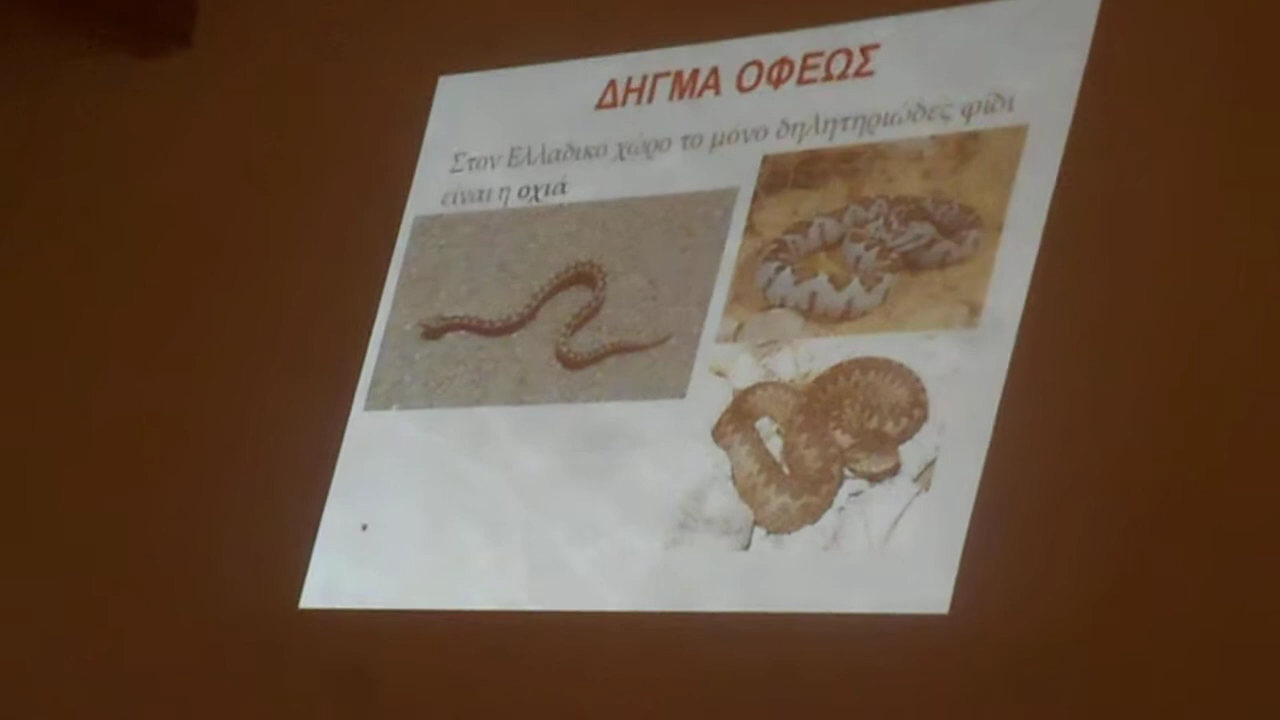 ΔΗΓΜΑ ΟΦΕΩΣ
Στον Ελλαδικό χώρο το μόνο δηλητηριώδες φίδι
είναι η οχιά